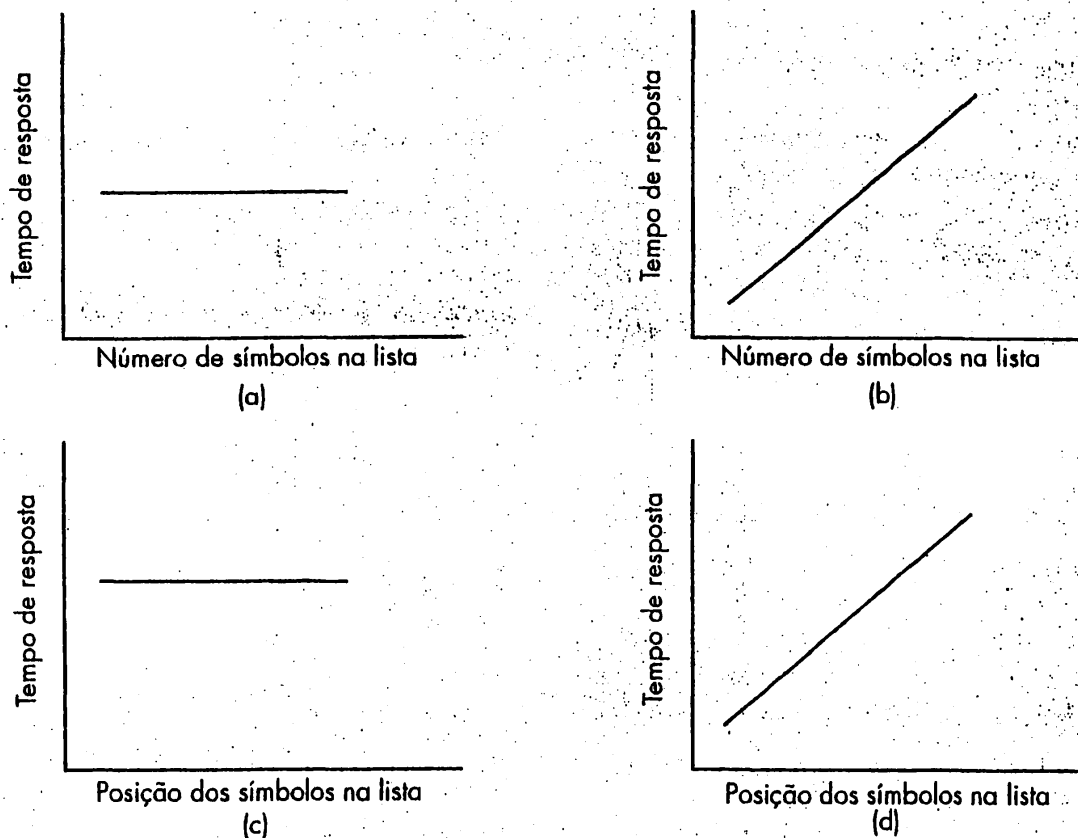 Tempo de resposta
Número de símbolos na lista
(a)
Tempo de resposta
Número de símbolos na lista
(b)
Tempo de resposta
Posição dos símbolos na lista
(c)
Tempo de resposta
Posição dos símbolos na lista
(d)